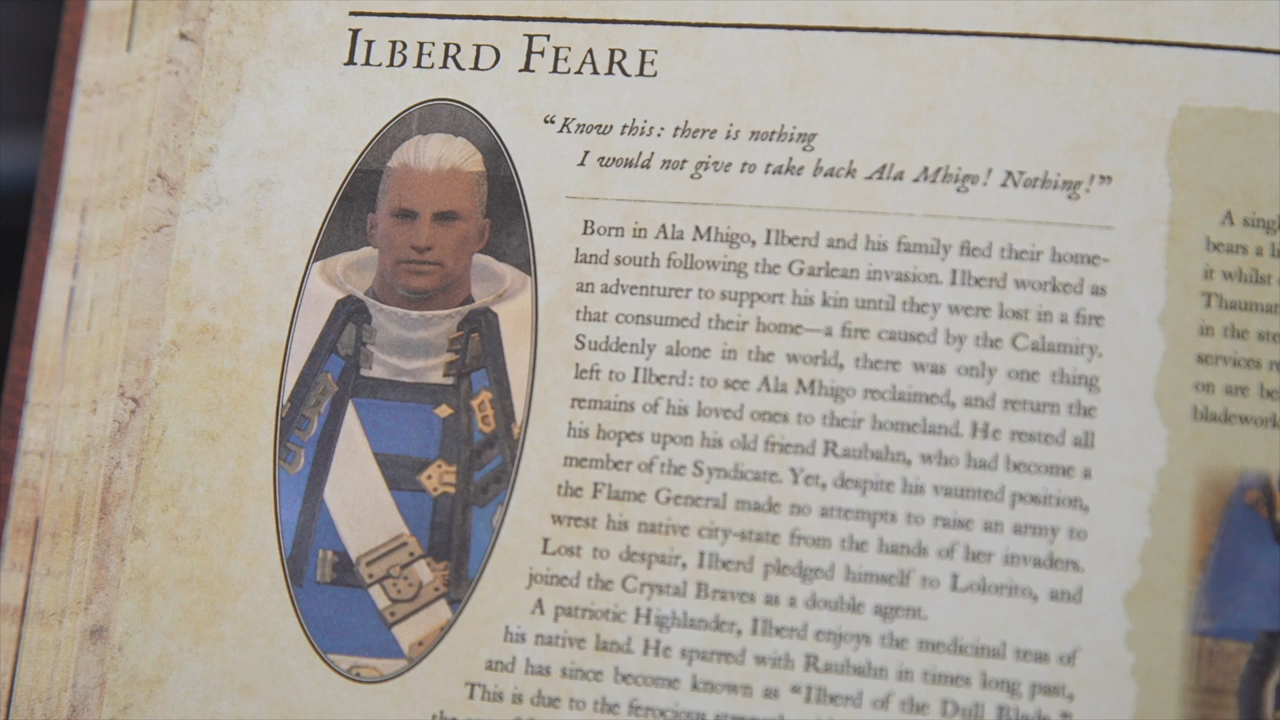 ILBERD FEARE
“Know this: there is nothing
I would not give to take back Ala Mhigo! Nothing!”
Born in Ala Mhigo, Ilberd and his family fled their home-
land south following the Garlean invasion. Ilberd worked as
an adventurer to support his kin until they were lost in a fire
that consumed their home—a fire caused by the Calamity.
Suddenly alone in the world, there was only one thing
left to Ilberd: to see Ala Mhigo reclaimed, and return the
remains of his loved ones to their homeland. He rested all
his hopes upon his old friend Raubahn, who had become a
member of the Syndicate. Yet, despite his vaunted position,
the Flame General made no attempts to raise an army to
wrest his native city-state from the hands of her invaders.
Lost to despair, Ilberd pledged himself to Lolorito, and
joined the Crystal Braves as a double agent.
A patriotic Highlander, Ilberd enjoys the medicinal teas of
his native land. He sparred with Raubahn in times long past,
and has since become known as “Ilberd of the Dull Blade.”
This is due to the ferocious
A
bears a
it whilst
in the
services
on are